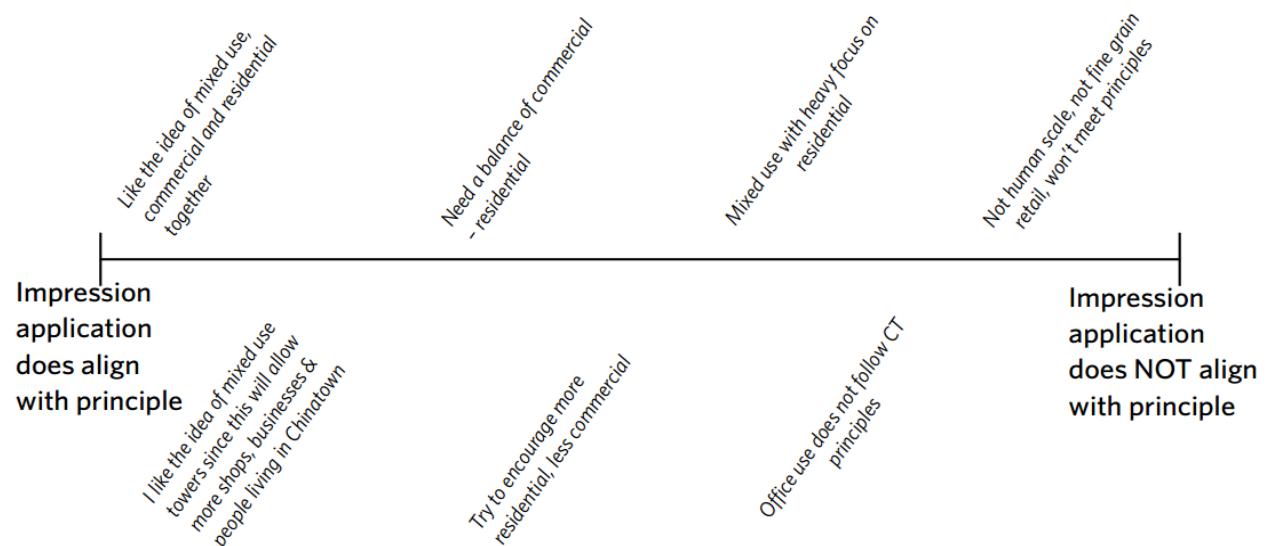 Like the idea of mixed use,
commercial and residential
together
Need a balance of commercial
– residential
Mixed use with heavy focus on
residential
Not human scale, not fine grain
retail, won't meet principles
Impression
application
does align
with principle
Impression
application
does NOT align
with principle
I like the idea of mixed use
towers since this will allow
more shops, businesses &
people living in Chinatown
Try to encourage more
residential, less commercial
Office use does not follow CT
principles